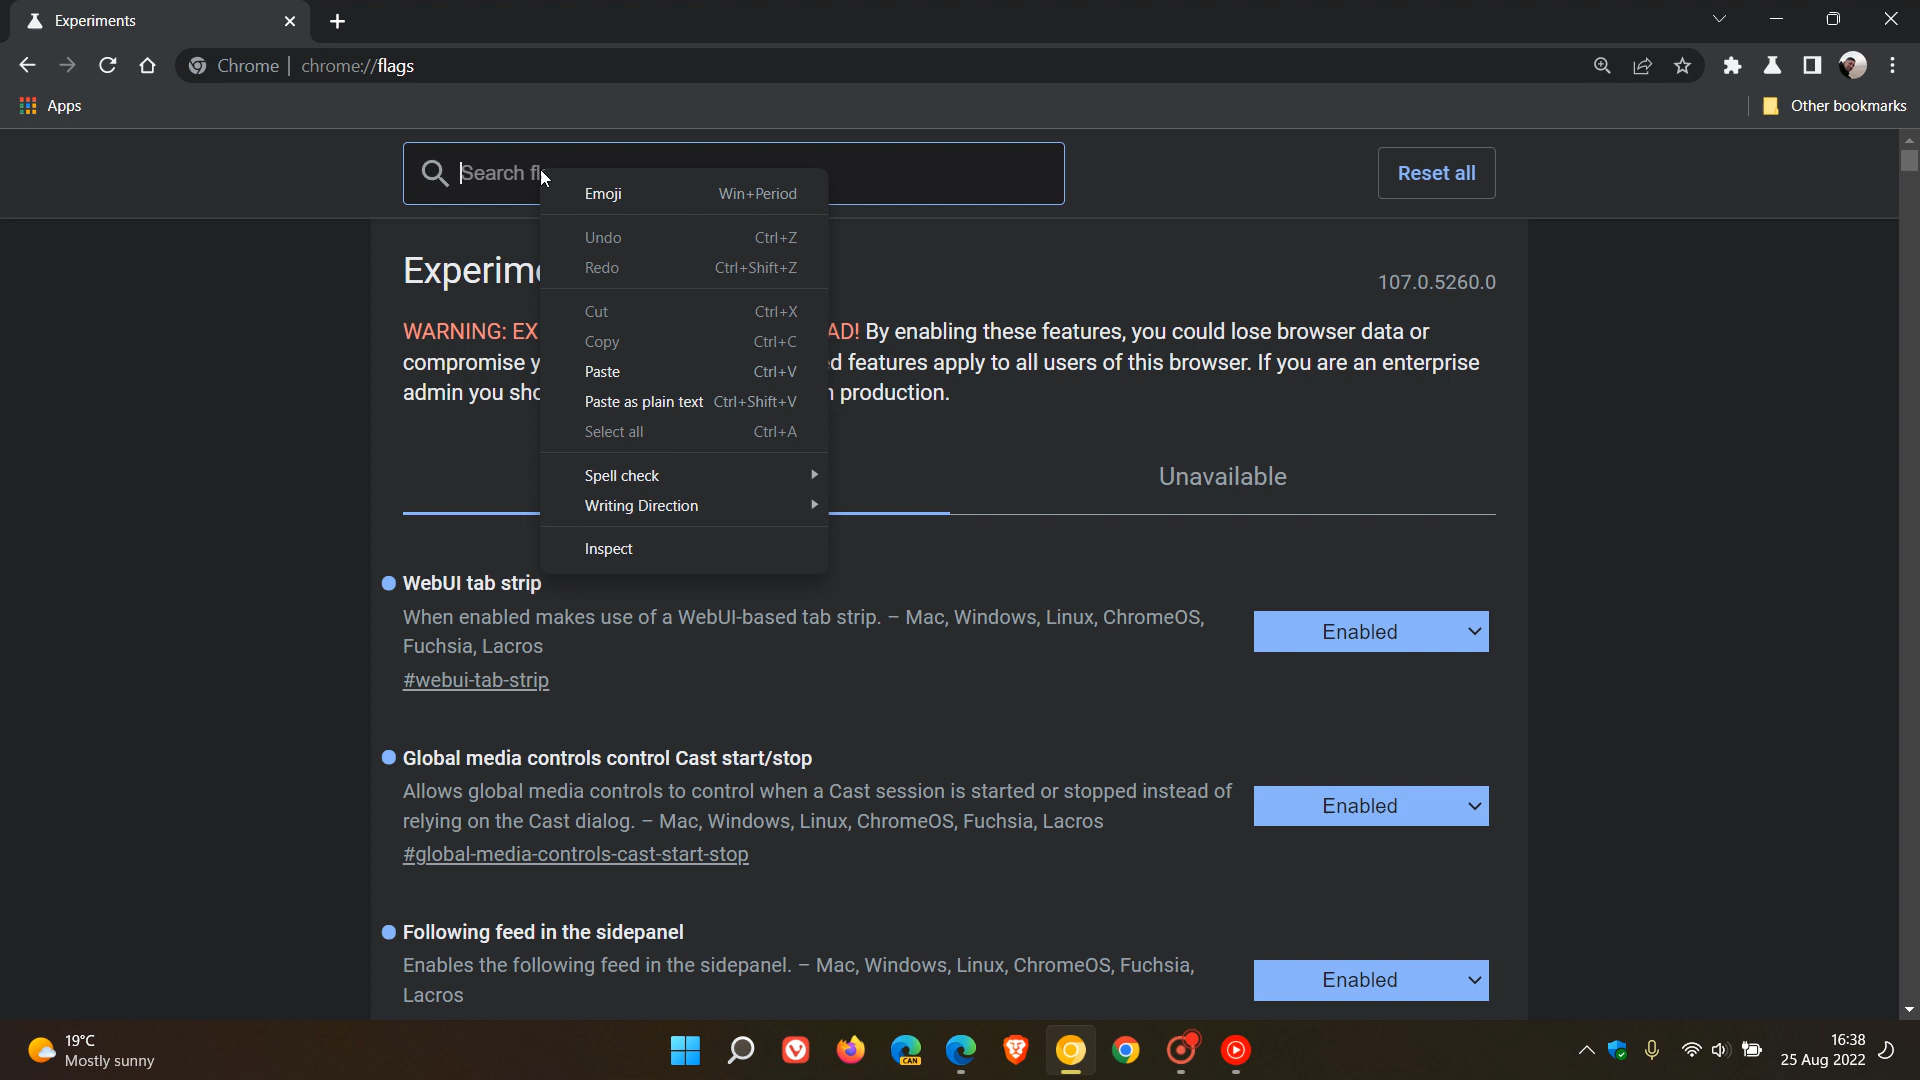 Experiments
Chrome | chrome://flags
Apps
Other bookmarks
Search fl
Reset all
Emoji Win+Period
Undo Ctrl+Z
Redo Ctrl+Shift+Z
Cut Ctrl+X
Copy Ctrl+C
Paste Ctrl+V
Paste as plain text Ctrl+Shift+V
Select all Ctrl+A
Spell check
Writing Direction
Inspect
Experime
107.0.5260.0
WARNING: EX AD! By enabling these features, you could lose browser data or
compromise y d features apply to all users of this browser. If you are an enterprise
admin you sho n production.
Unavailable
WebUI tab strip
When enabled makes use of a WebUI-based tab strip. – Mac, Windows, Linux, ChromeOS,
Fuchsia, Lacros
#webui-tab-strip
Enabled
Global media controls control Cast start/stop
Allows global media controls to control when a Cast session is started or stopped instead of
relying on the Cast dialog. – Mac, Windows, Linux, ChromeOS, Fuchsia, Lacros
#global-media-controls-cast-start-stop
Enabled
Following feed in the sidepanel
Enables the following feed in the sidepanel. – Mac, Windows, Linux, ChromeOS, Fuchsia,
Lacros
Enabled
19°C
Mostly sunny
CAN
16:38
25 Aug 2022